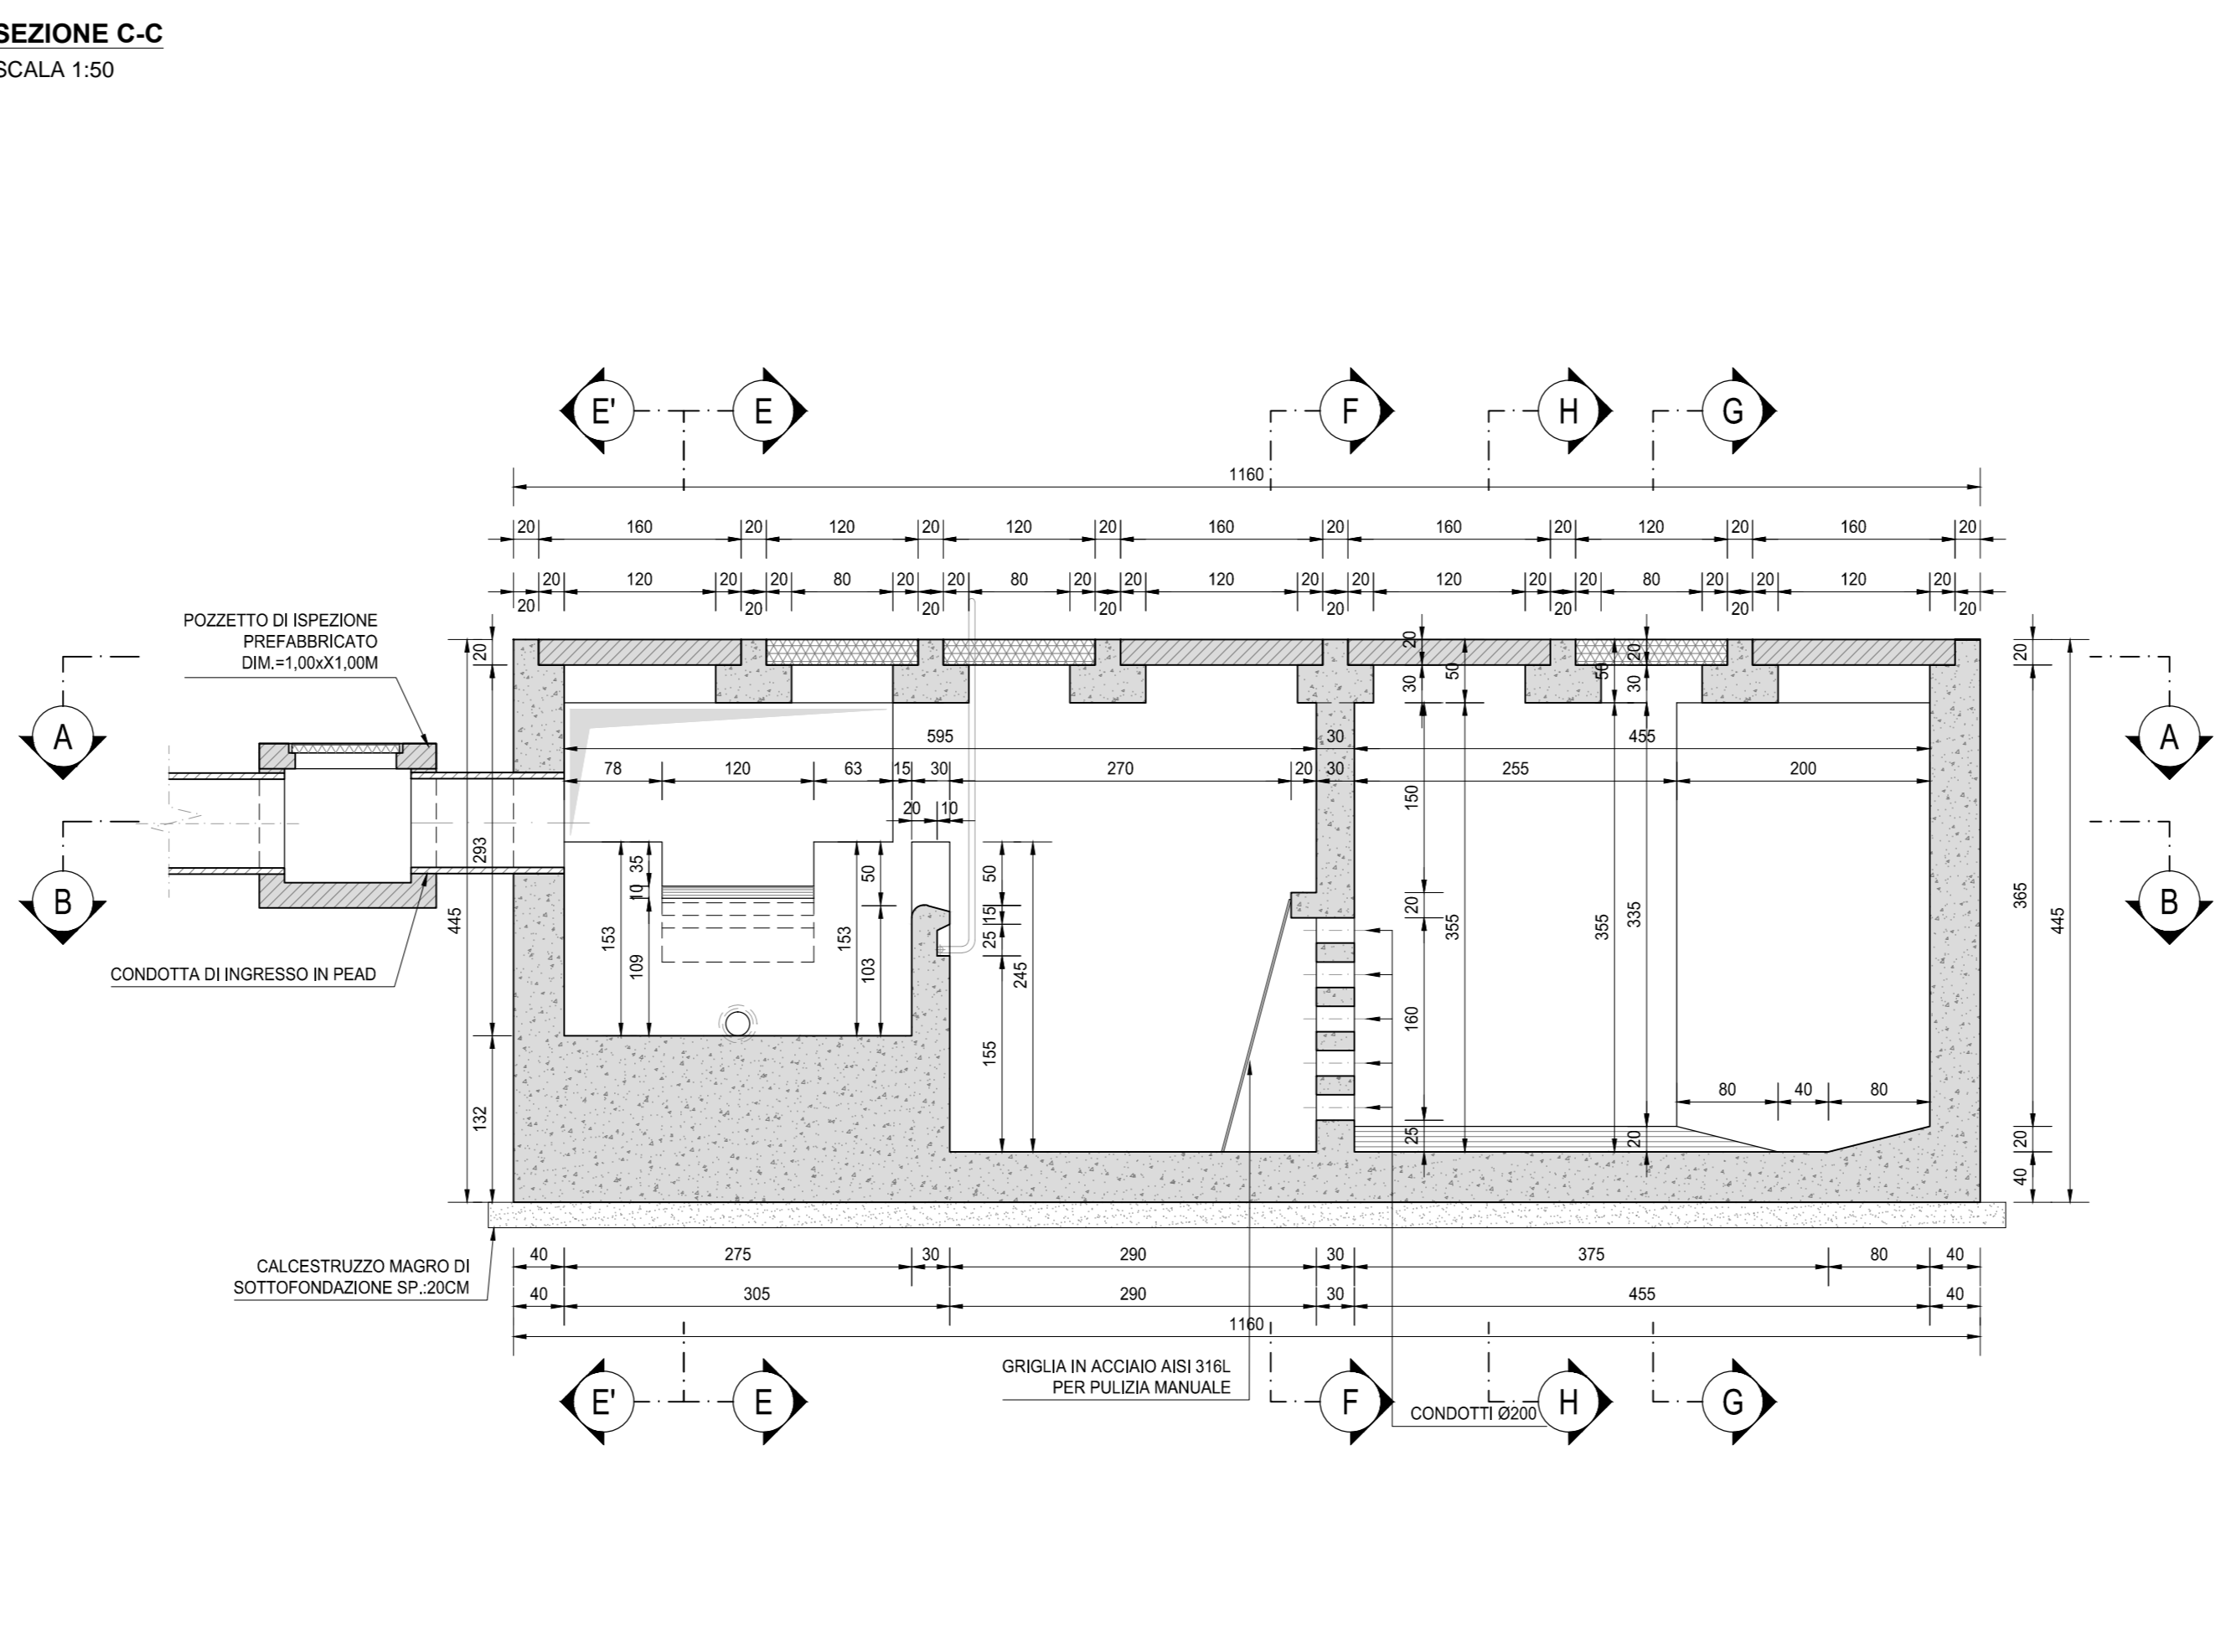 SEZIONE C-C
SCALA 1:50
E' E F H G
1160
20 160 20 120 20 120 20 160 20 160 20 120 20 160 20
20 120 20 20 80 20 20 80 20 20 120 20 20 120 20 20 80 20 20 120 20
20 20 20 20 20 20 20 20
POZZETTO DI ISPEZIONE
PREFABBRICATO
DIM.=1,00xX1,00M
20 20 50 30 50 20 30 20
A A
595 30 455
78 120 63 15 30 270 20 30 255 200
20 10 150
293 35 50 50
10 15 20
B B
445 153 109 153 103 25 245 355 355 335 365 445
CONDOTTA DI INGRESSO IN PEAD
155 160
132 80 40 80
25 20 20
40
CALCESTRUZZO MAGRO DI
SOTTOFONDAZIONE SP.:20CM
40 275 30 290 30 375 80 40
40 305 290 30 455 40
1160
GRIGLIA IN ACCIAIO AISI 316L
PER PULIZIA MANUALE
CONDOTTI Ø200
E' E F H G